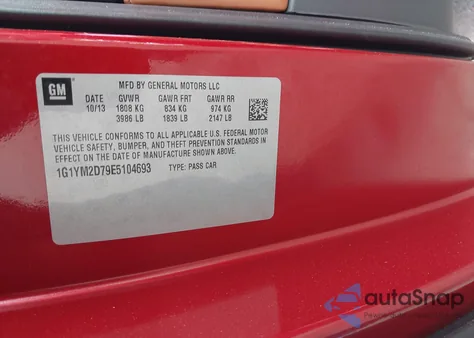 GM
MFD BY GENERAL MOTORS LLC
DATE GVWR GAWR FRT GAWR RR
10/13 1808 KG 834 KG 974 KG
3986 LB 1839 LB 2147 LB
THIS VEHICLE CONFORMS TO ALL APPLICABLE U.S. FEDERAL MOTOR
VEHICLE SAFETY, BUMPER, AND THEFT PREVENTION STANDARDS IN
EFFECT ON THE DATE OF MANUFACTURE SHOWN ABOVE.
1G1YM2D79E5104693 TYPE: PASS CAR
autoSnap